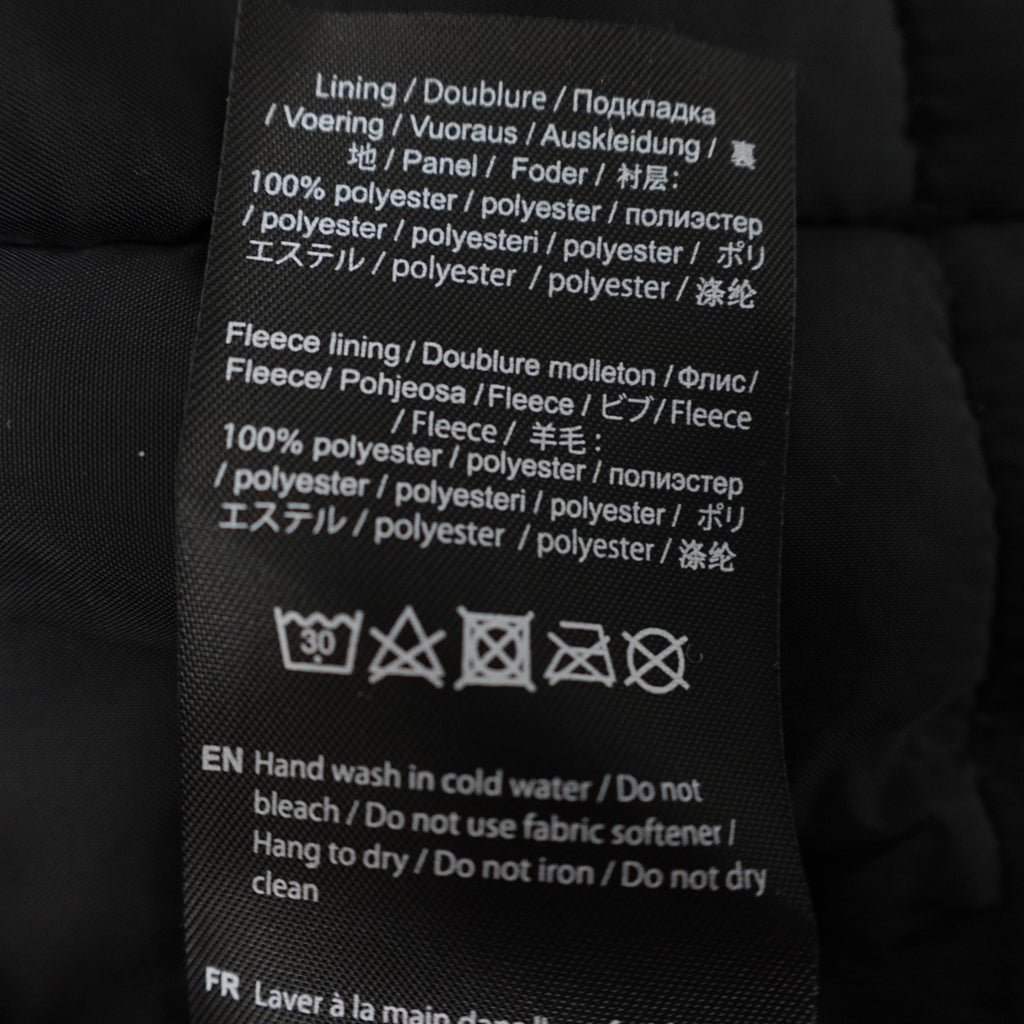 Lining / Doublure / Подкладка
/ Voering / Vuoraus / Auskleidung / 裏
地 / Panel / Foder / 衬层:
100% polyester / polyester / полиэстер
/ polyester / polyesteri / polyester / ポリ
エステル / polyester / polyester / 涤纶
Fleece lining / Doublure molleton / Флис/
Fleece/ Pohjeosa / Fleece / ビブ/ Fleece
/ Fleece / 羊毛:
100% polyester / polyester / полиэстер
/ polyester / polyesteri / polyester / ポリ
エステル / polyester / polyester / 涤纶
30
EN Hand wash in cold water / Do not
bleach / Do not use fabric softener /
Hang to dry / Do not iron / Do not dry
clean
FR Laver à la main dans